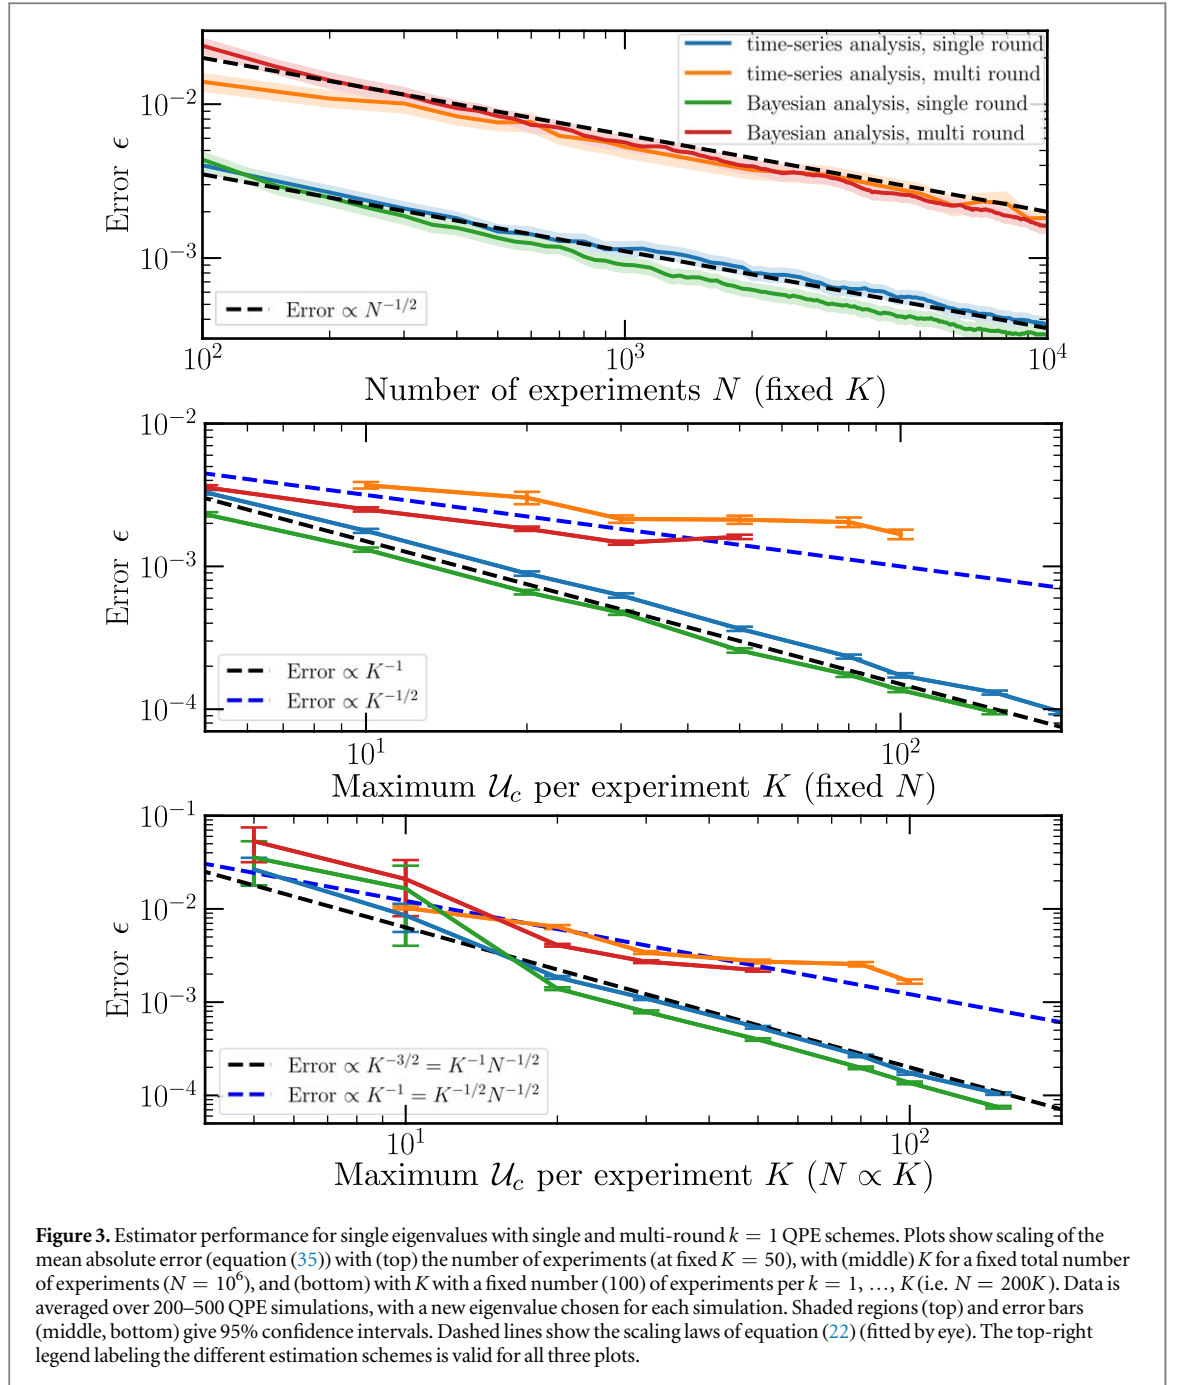 time-series analysis, single round
time-series analysis, multi round
Bayesian analysis, single round
Bayesian analysis, multi round
10⁻²
10⁻³
Error ϵ
Error ∝ N⁻¹/²
10² 10³ 10⁴
Number of experiments N (fixed K)
10⁻²
10⁻³
10⁻⁴
Error ϵ
Error ∝ K⁻¹
Error ∝ K⁻¹/²
10¹ 10²
Maximum 𝒰c per experiment K (fixed N)
10⁻¹
10⁻²
10⁻³
10⁻⁴
Error ϵ
Error ∝ K⁻³/² = K⁻¹N⁻¹/²
Error ∝ K⁻¹ = K⁻¹/²N⁻¹/²
10¹ 10²
Maximum 𝒰c per experiment K (N ∝ K)
Figure 3. Estimator performance for single eigenvalues with single and multi-round k = 1 QPE schemes. Plots show scaling of the
mean absolute error (equation (35)) with (top) the number of experiments (at fixed K = 50), with (middle) K for a fixed total number
of experiments (N = 10⁶), and (bottom) with K with a fixed number (100) of experiments per k = 1, …, K (i.e. N = 200K). Data is
averaged over 200–500 QPE simulations, with a new eigenvalue chosen for each simulation. Shaded regions (top) and error bars
(middle, bottom) give 95% confidence intervals. Dashed lines show the scaling laws of equation (22) (fitted by eye). The top-right
legend labeling the different estimation schemes is valid for all three plots.